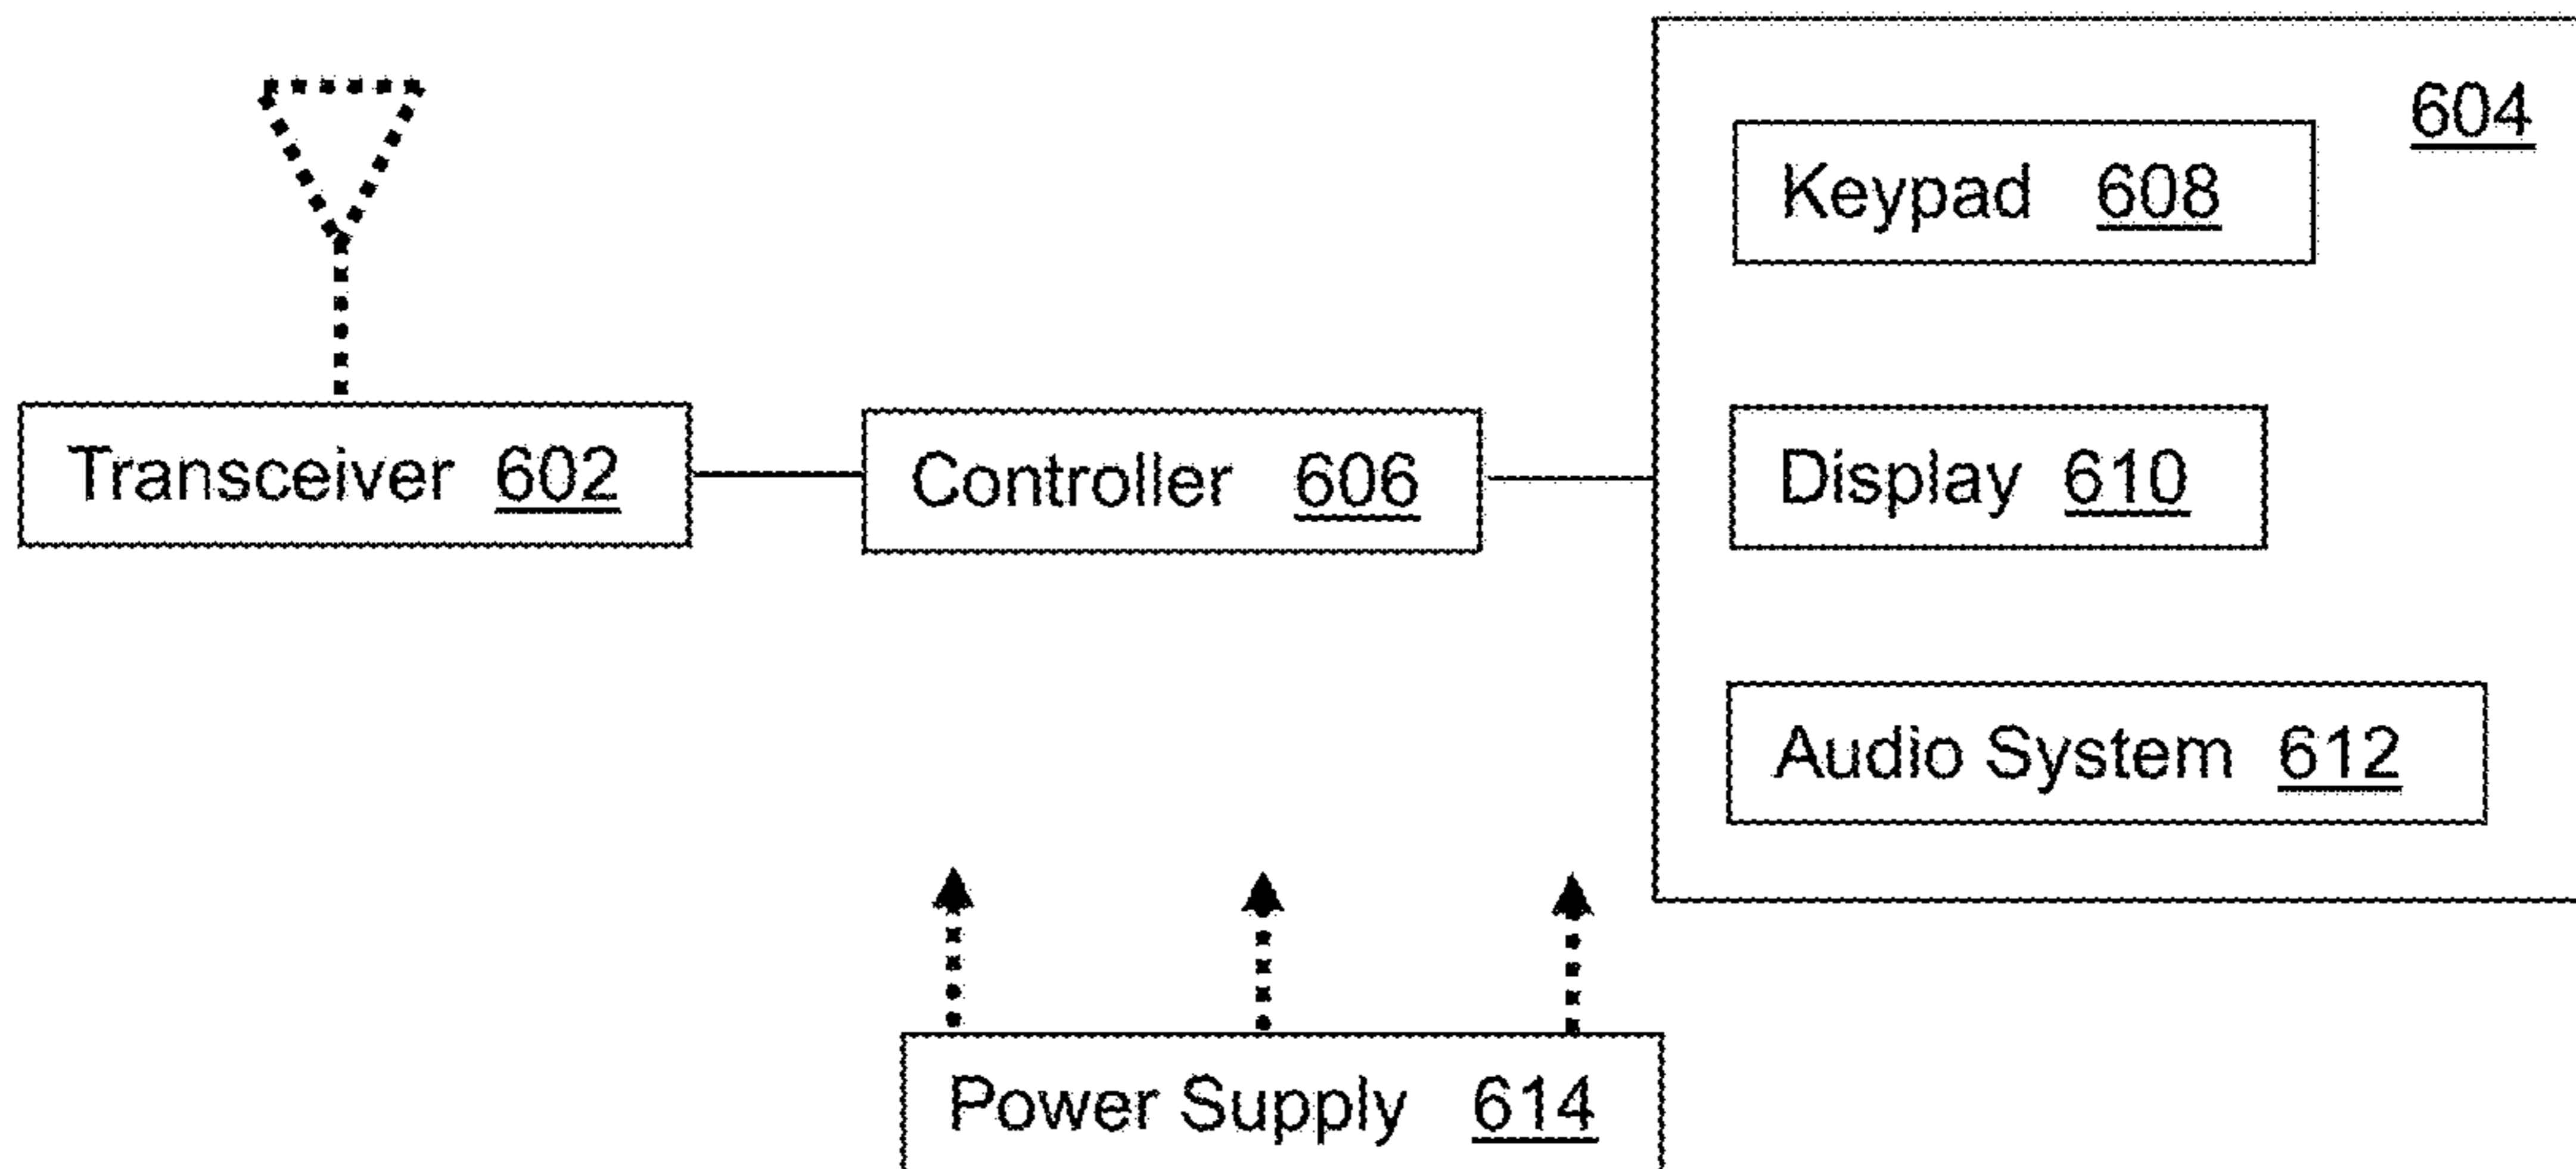 604
Keypad 608
Transceiver 602
Controller 606
Display 610
Audio System 612
Power Supply 614